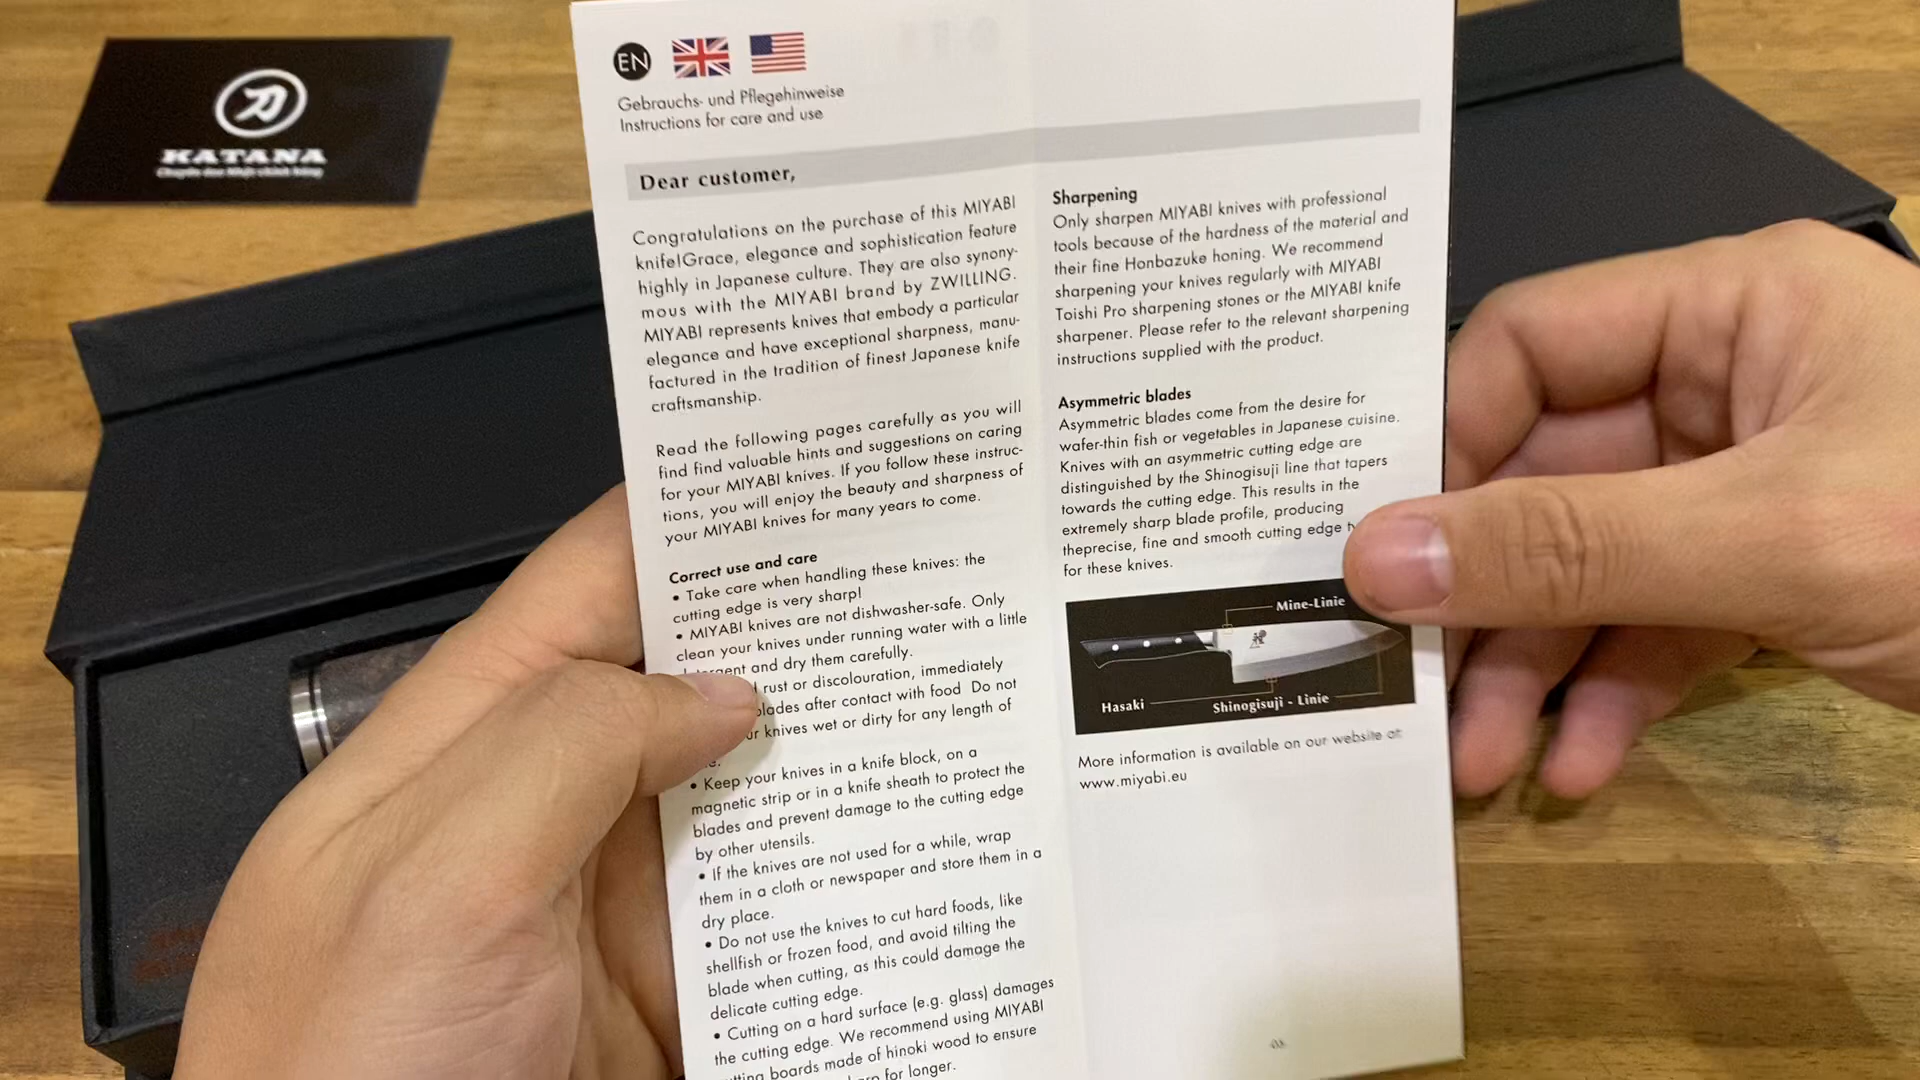 KATANA
EN
Gebrauchs- und Pflegehinweise
Instructions for care and use
Dear customer,
Congratulations on the purchase of this MIYABI
knife!Grace, elegance and sophistication feature
highly in Japanese culture. They are also synony-
mous with the MIYABI brand by ZWILLING.
MIYABI represents knives that embody a particular
elegance and have exceptional sharpness, manu-
factured in the tradition of finest Japanese knife
craftsmanship.
Read the following pages carefully as you will
find find valuable hints and suggestions on caring
for your MIYABI knives. If you follow these instruc-
tions, you will enjoy the beauty and sharpness of
your MIYABI knives for many years to come.
Correct use and care
• Take care when handling these knives: the
cutting edge is very sharp!
• MIYABI knives are not dishwasher-safe. Only
clean your knives under running water with a little
and dry them carefully.
rust or discolouration, immediately
blades after contact with food Do not
knives wet or dirty for any length of
• Keep your knives in a knife block, on a
magnetic strip or in a knife sheath to protect the
blades and prevent damage to the cutting edge
by other utensils.
• If the knives are not used for a while, wrap
them in a cloth or newspaper and store them in a
dry place.
• Do not use the knives to cut hard foods, like
shellfish or frozen food, and avoid tilting the
blade when cutting, as this could damage the
delicate cutting edge.
• Cutting on a hard surface (e.g. glass) damages
the cutting edge. We recommend using MIYABI
boards made of hinoki wood to ensure
for longer.
Sharpening
Only sharpen MIYABI knives with professional
tools because of the hardness of the material and
their fine Honbazuke honing. We recommend
sharpening your knives regularly with MIYABI
Toishi Pro sharpening stones or the MIYABI knife
sharpener. Please refer to the relevant sharpening
instructions supplied with the product.
Asymmetric blades
Asymmetric blades come from the desire for
wafer-thin fish or vegetables in Japanese cuisine.
Knives with an asymmetric cutting edge are
distinguished by the Shinogisuji line that tapers
towards the cutting edge. This results in the
extremely sharp blade profile, producing
theprecise, fine and smooth cutting edge
for these knives.
Mine-Linie
Hasaki
Shinogisuji - Linie
More information is available on our website at:
www.miyabi.eu